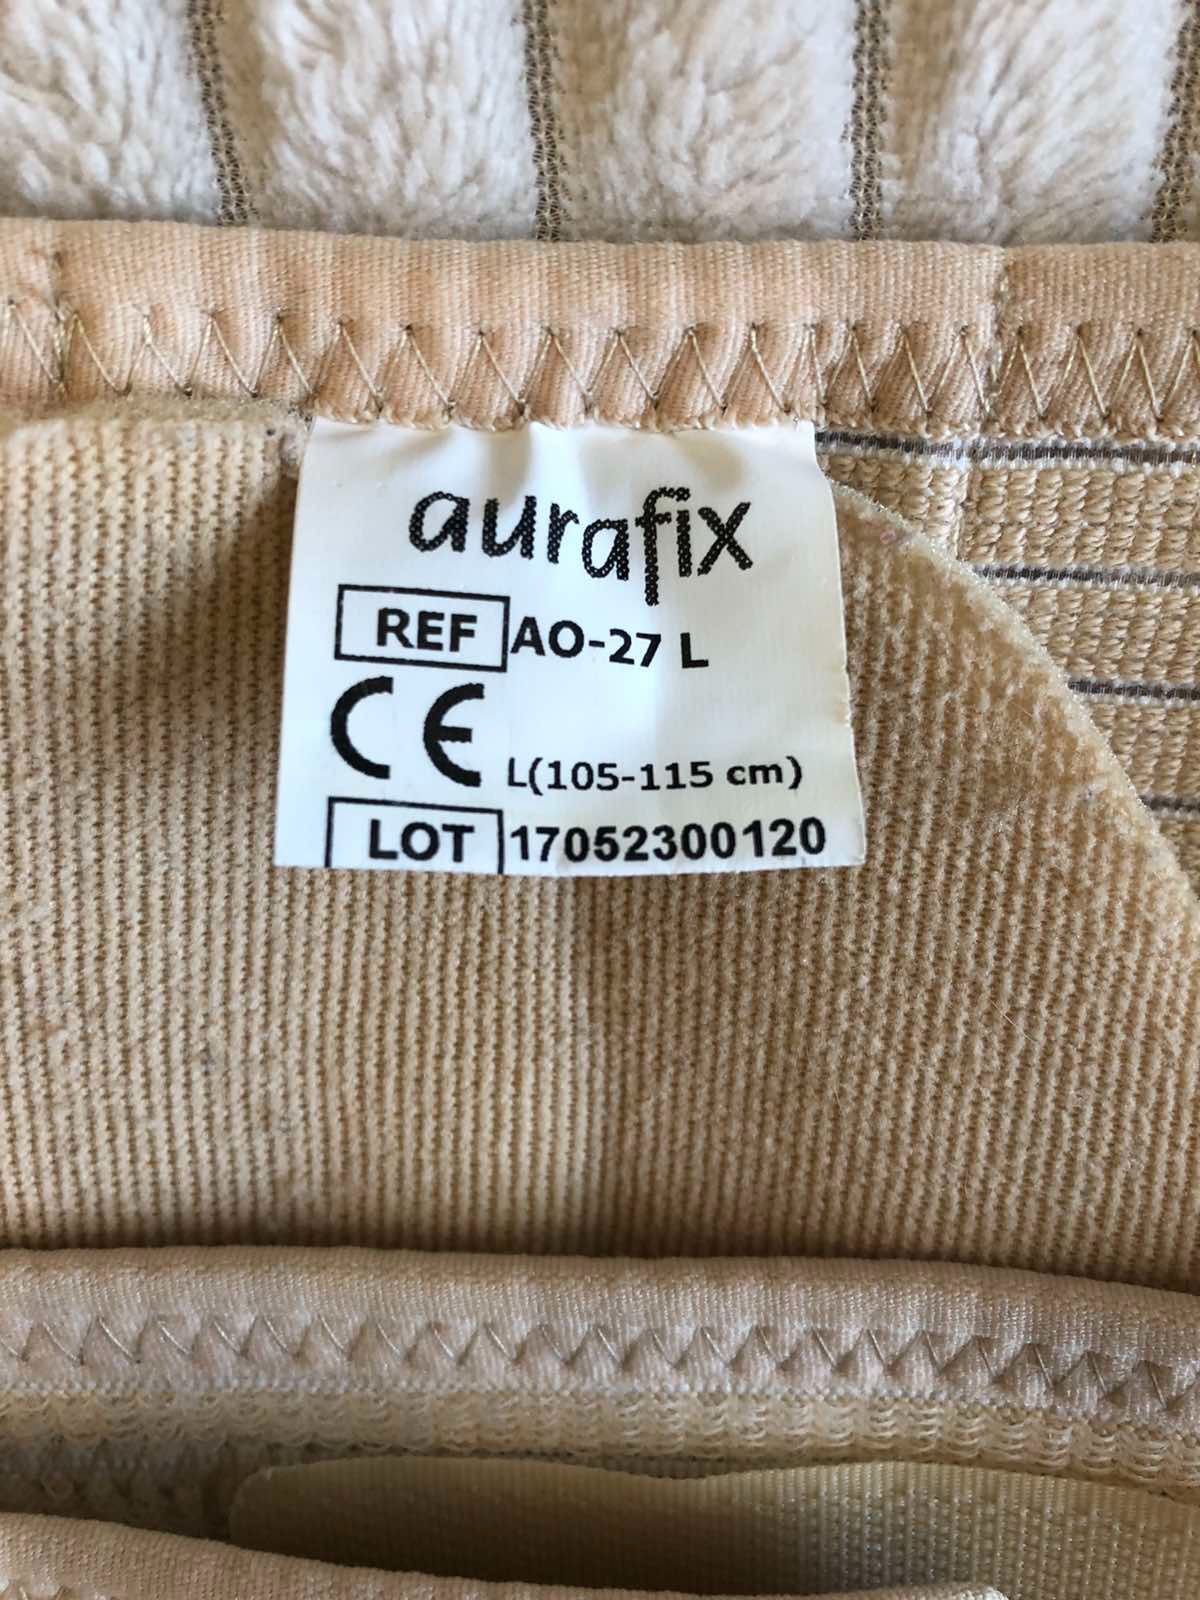 aurafix
REF AO-27 L
CE
L(105-115 cm)
LOT 17052300120